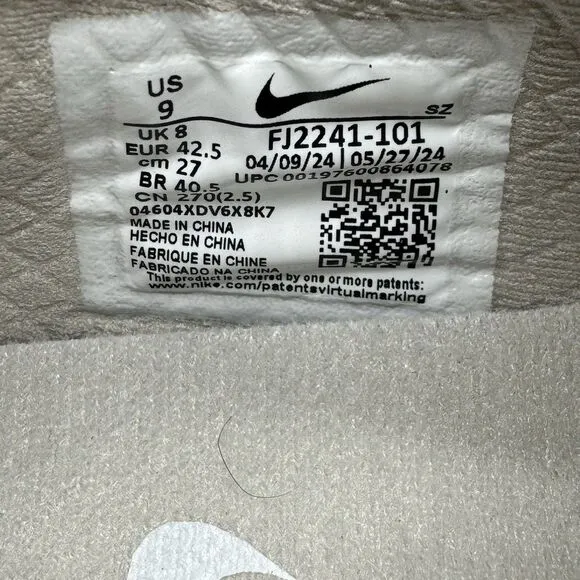 US
9
SZ
UK 8
EUR 42.5
cm 27
BR 40.5
CN 270(2.5)
FJ2241-101
04/09/24 | 05/27/24
UPC 00197600864078
04604XDV6X8K7
MADE IN CHINA
HECHO EN CHINA
FABRIQUE EN CHINE
FABRICADO NA CHINA
This product is covered by one or more patents:
www.nike.com/patentsvirtualmarking